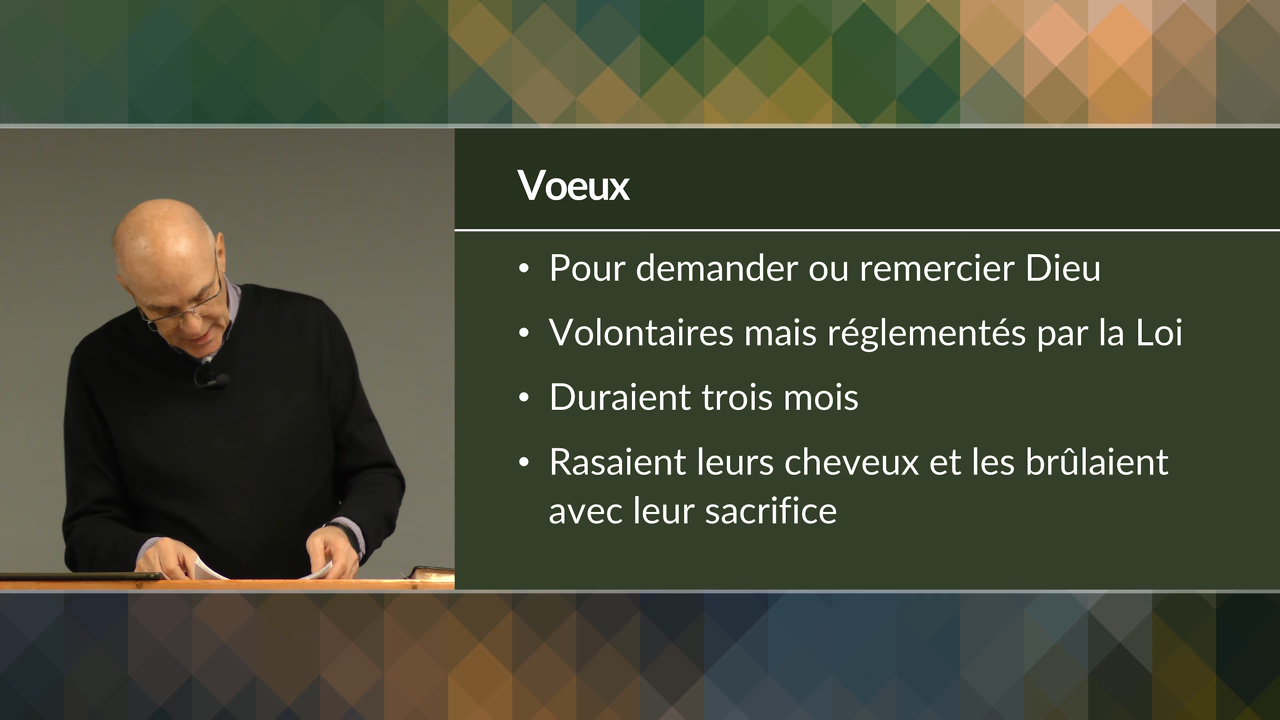 Voeux
• Pour demander ou remercier Dieu
• Volontaires mais réglementés par la Loi
• Duraient trois mois
• Rasaient leurs cheveux et les brûlaient
avec leur sacrifice